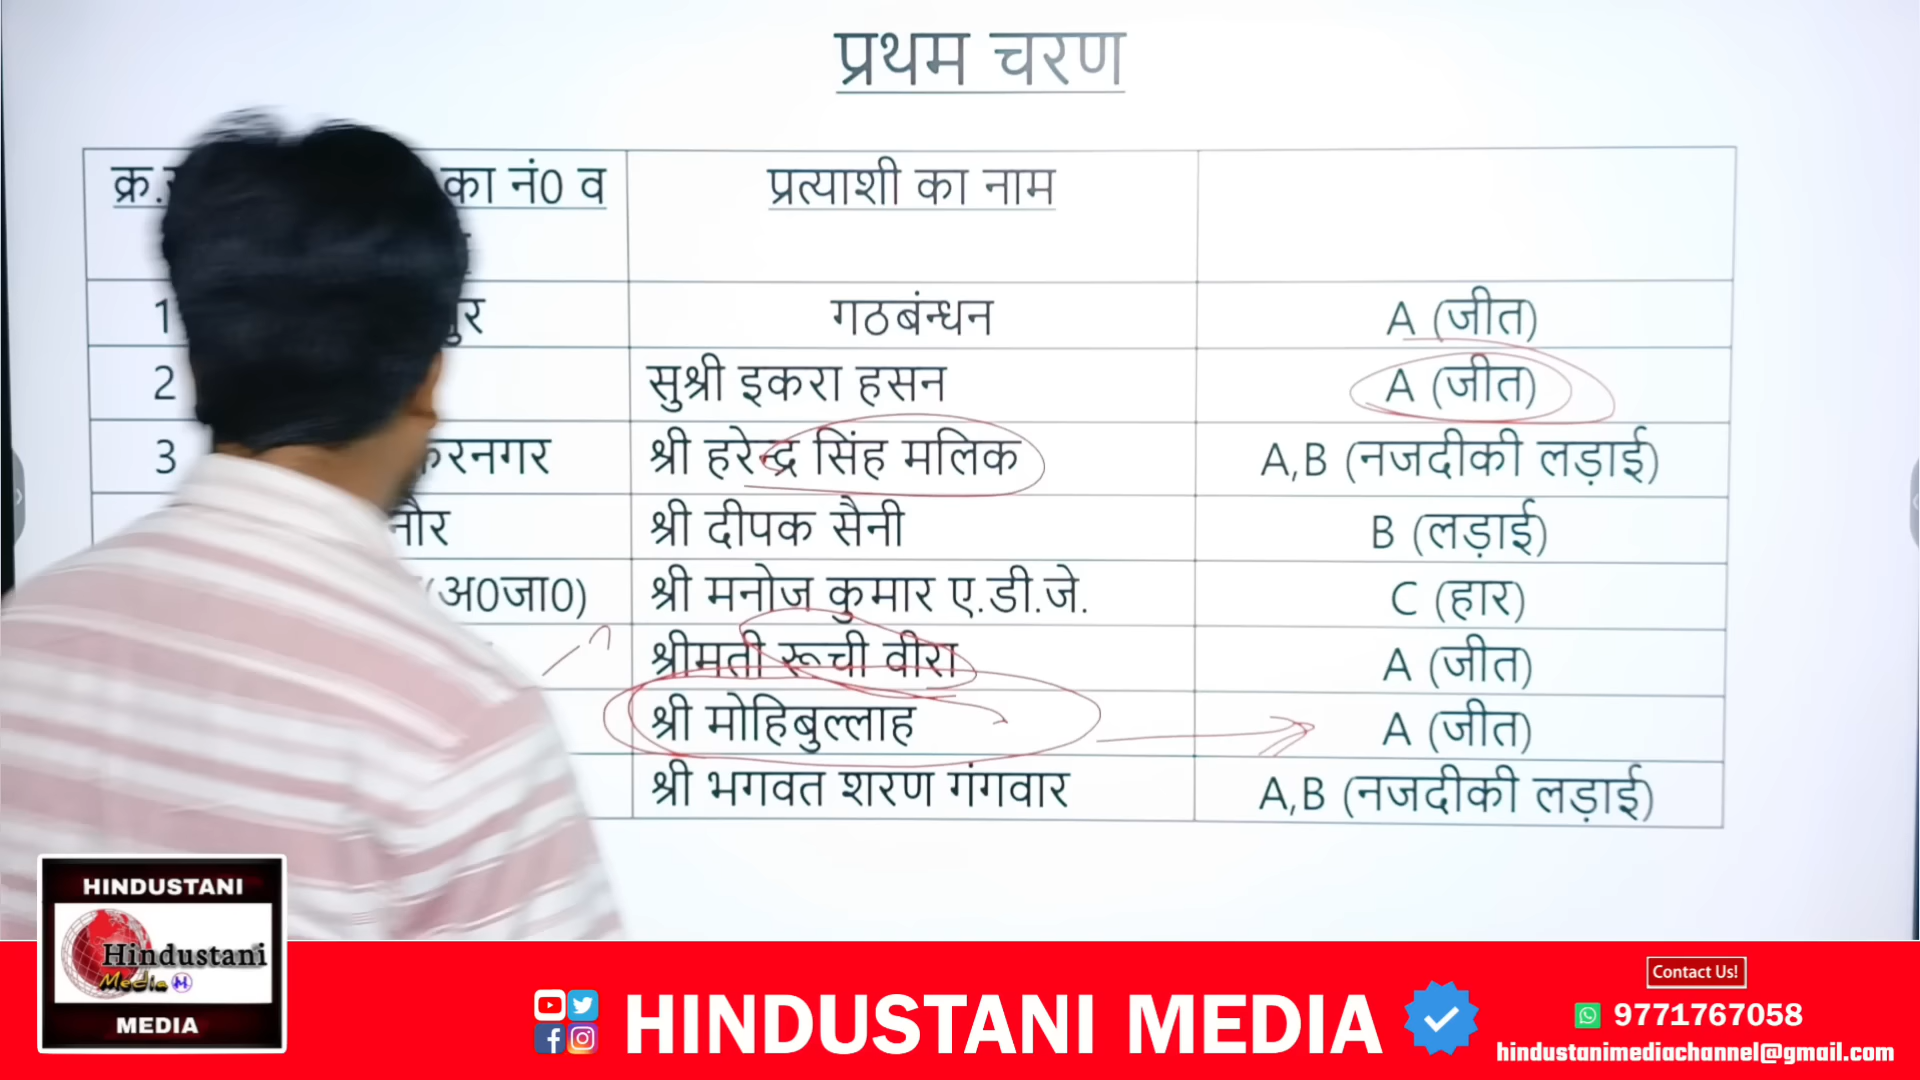 प्रथम चरण
का नं0 व
प्रत्याशी का नाम
1
गठबंन्धन
A (जीत)
2
सुश्री इकरा हसन
A (जीत)
3
श्री हरेन्द्र सिंह मलिक
A,B (नजदीकी लड़ाई)
श्री दीपक सैनी
B (लड़ाई)
(अ0जा0)
श्री मनोज कुमार ए.डी.जे.
C (हार)
श्रीमती रूची वीरा
A (जीत)
श्री मोहिबुल्लाह
A (जीत)
श्री भगवत शरण गंगवार
A,B (नजदीकी लड़ाई)
HINDUSTANI
Hindustani
Media M
MEDIA
HINDUSTANI MEDIA
Contact Us!
9771767058
hindustanimediachannel@gmail.com